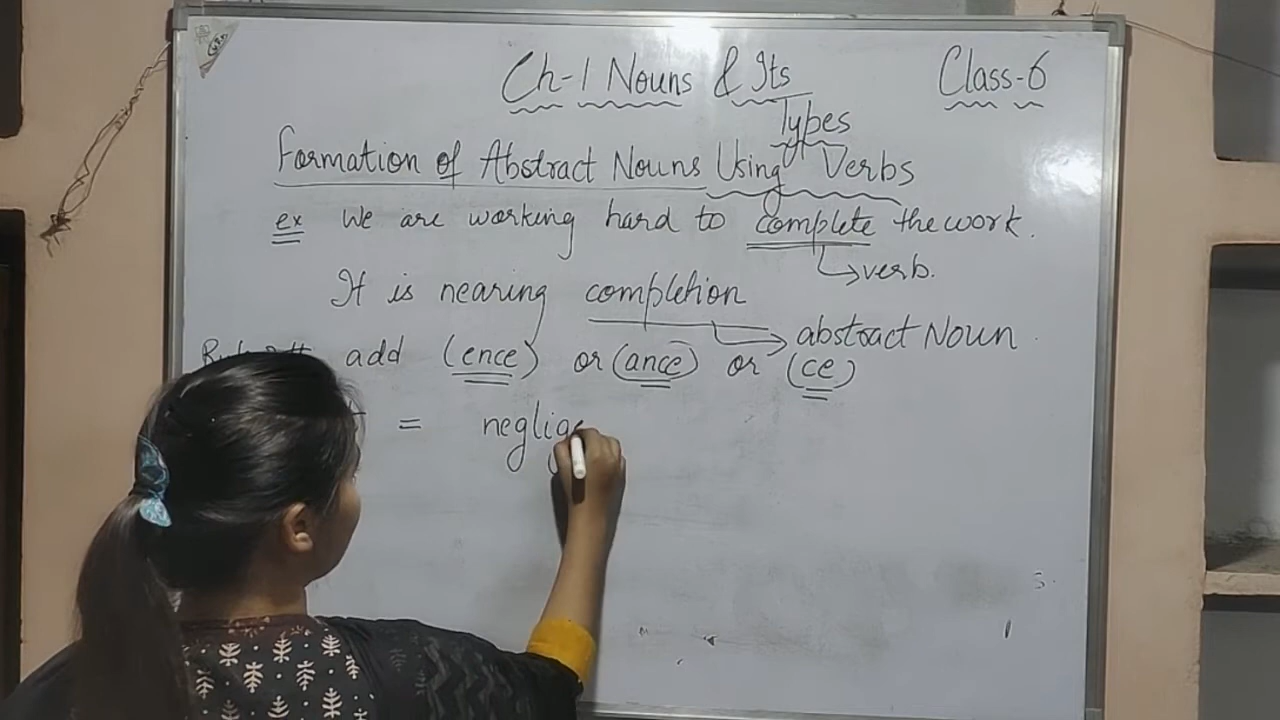 Ch-1 Nouns & Its Class-6
Types
Formation of Abstract Nouns Using Verbs
ex We are working hard to complete the work.
verb.
It is nearing completion
abstract Noun
add (ence) or (ance) or (ce)
= neglige